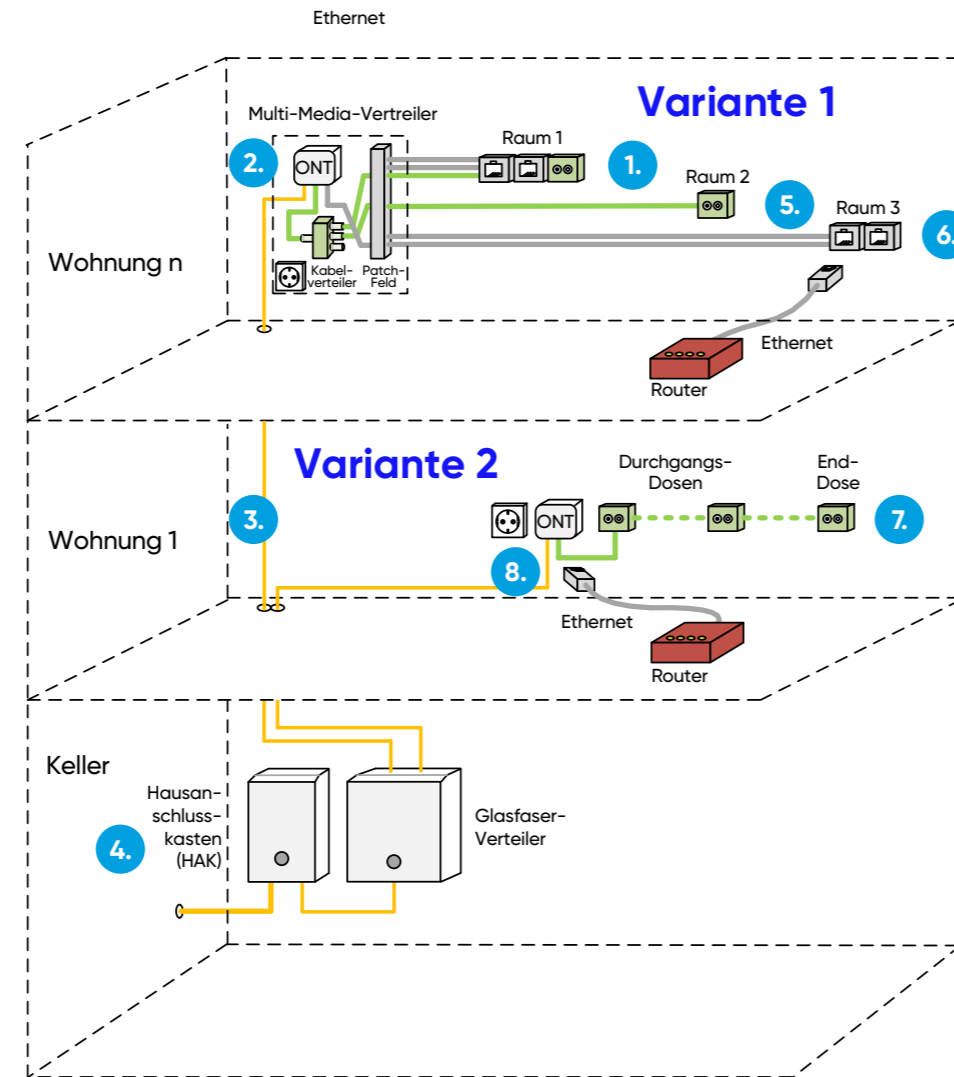 Ethernet
Variante 1
Multi-Media-Vertreiler
Raum 1
2.
ONT
1.
Raum 2
5.
Raum 3
6.
Wohnung n
Kabel-
verteiler
Patch-
Feld
Ethernet
Router
Variante 2
Durchgangs-
Dosen
End-
Dose
3.
ONT
7.
Wohnung 1
8.
Ethernet
Router
Keller
Hausan-
schluss-
kasten
(HAK)
4.
Glasfaser-
Verteiler